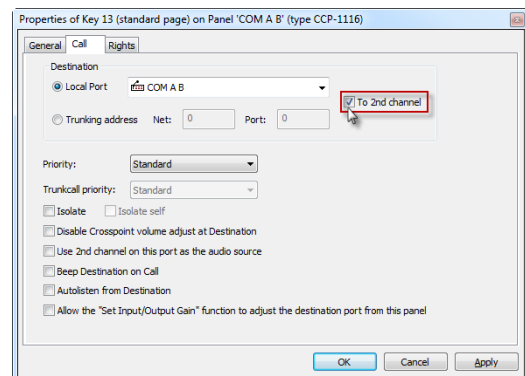 Properties of Key 13 (standard page) on Panel 'COM A B' (type CCP-1116)
General Call Rights
Destination
Local Port COM A B
To 2nd channel
Trunking address Net: 0 Port: 0
Priority: Standard
Trunkcall priority: Standard
Isolate Isolate self
Disable Crosspoint volume adjust at Destination
Use 2nd channel on this port as the audio source
Beep Destination on Call
Autolisten from Destination
Allow the "Set Input/Output Gain" function to adjust the destination port from this panel
OK Cancel Apply